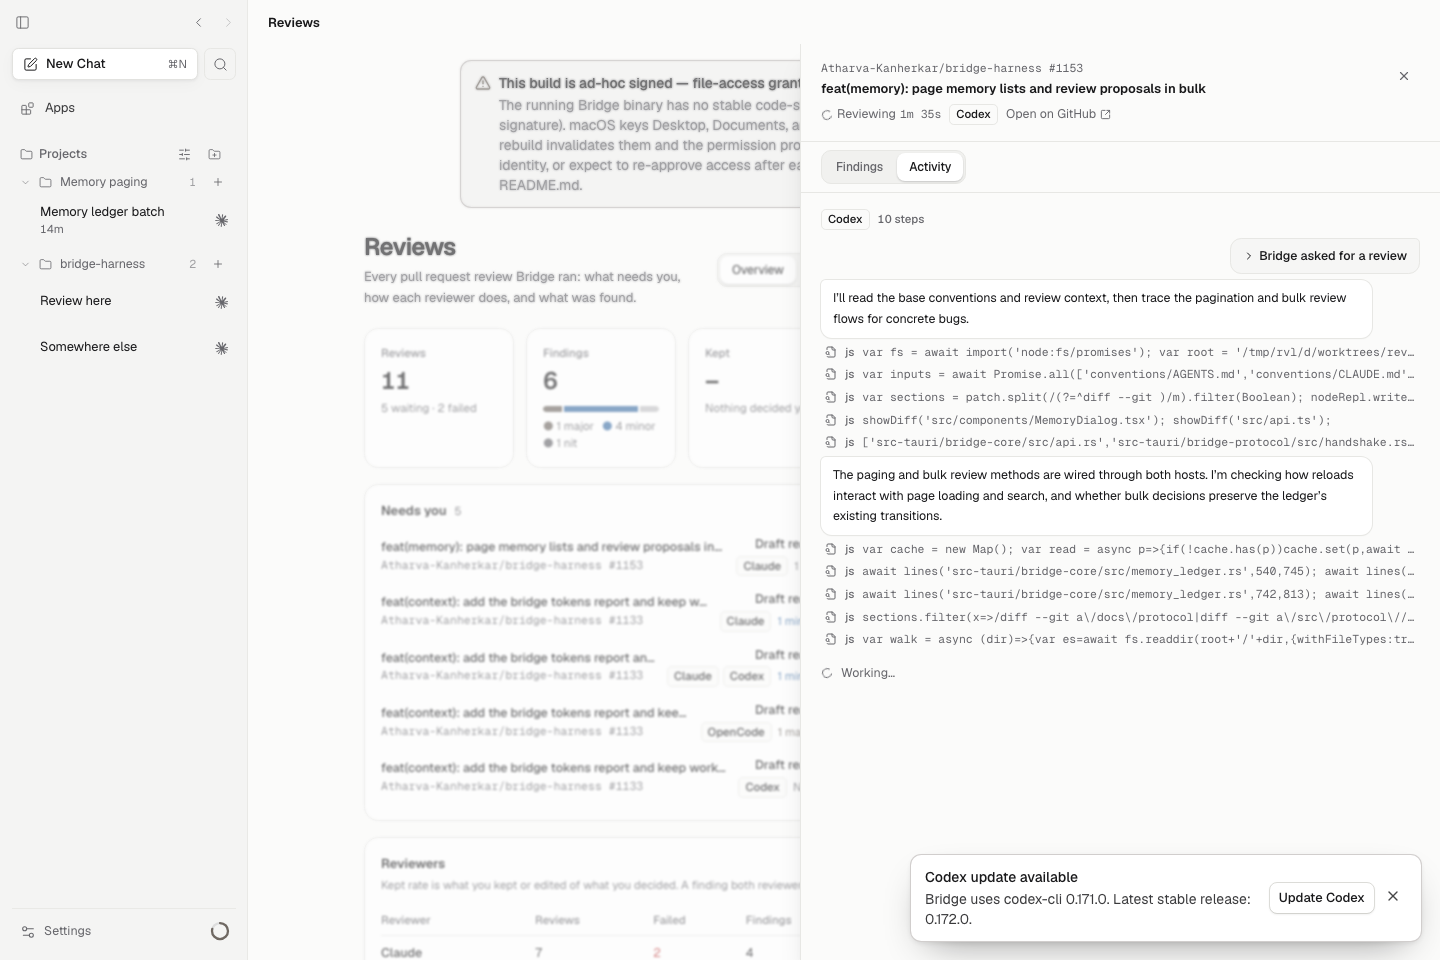 Reviews
New Chat
⌘N
Apps
Projects
Memory paging 1 +
Memory ledger batch
14m
bridge-harness 2 +
Review here
Somewhere else
Settings
This build is ad-hoc signed — file-access grant
The running Bridge binary has no stable code-s
signature). macOS keys Desktop, Documents, a
rebuild invalidates them and the permission pro
identity, or expect to re-approve access after ea
README.md.
Reviews
Every pull request review Bridge ran: what needs you,
how each reviewer does, and what was found.
Overview
Reviews
11
5 waiting · 2 failed
Findings
6
1 major 4 minor
1 nit
Kept
–
Nothing decided y
Needs you 5
feat(memory): page memory lists and review proposals in... Draft re
Atharva-Kanherkar/bridge-harness #1153 Claude 1
feat(context): add the bridge tokens report and keep w... Draft re
Atharva-Kanherkar/bridge-harness #1133 Claude 1 min
feat(context): add the bridge tokens report an... Draft re
Atharva-Kanherkar/bridge-harness #1133 Claude Codex 1 min
feat(context): add the bridge tokens report and kee... Draft re
Atharva-Kanherkar/bridge-harness #1133 OpenCode 1 ma
feat(context): add the bridge tokens report and keep work... Draft re
Atharva-Kanherkar/bridge-harness #1133 Codex N
Reviewers
Kept rate is what you kept or edited of what you decided. A finding both reviewer
Reviewer Reviews Failed Findings
Claude 7 2 4
Atharva-Kanherkar/bridge-harness #1153
feat(memory): page memory lists and review proposals in bulk
Reviewing 1m 35s Codex Open on GitHub
Findings Activity
Codex 10 steps
Bridge asked for a review
I’ll read the base conventions and review context, then trace the pagination and bulk review
flows for concrete bugs.
js var fs = await import('node:fs/promises'); var root = '/tmp/rvl/d/worktrees/rev…
js var inputs = await Promise.all(['conventions/AGENTS.md','conventions/CLAUDE.md'…
js var sections = patch.split(/(?=^diff --git )/m).filter(Boolean); nodeRepl.write…
js showDiff('src/components/MemoryDialog.tsx'); showDiff('src/api.ts');
js ['src-tauri/bridge-core/src/api.rs','src-tauri/bridge-protocol/src/handshake.rs…
The paging and bulk review methods are wired through both hosts. I’m checking how reloads
interact with page loading and search, and whether bulk decisions preserve the ledger’s
existing transitions.
js var cache = new Map(); var read = async p=>{if(!cache.has(p))cache.set(p,await …
js await lines('src-tauri/bridge-core/src/memory_ledger.rs',540,745); await lines(…
js await lines('src-tauri/bridge-core/src/memory_ledger.rs',742,813); await lines(…
js sections.filter(x=>/diff --git a\/docs\/protocol|diff --git a\/src\/protocol\//…
js var walk = async (dir)=>{var es=await fs.readdir(root+'/'+dir,{withFileTypes:tr…
Working…
Codex update available
Bridge uses codex-cli 0.171.0. Latest stable release:
0.172.0.
Update Codex